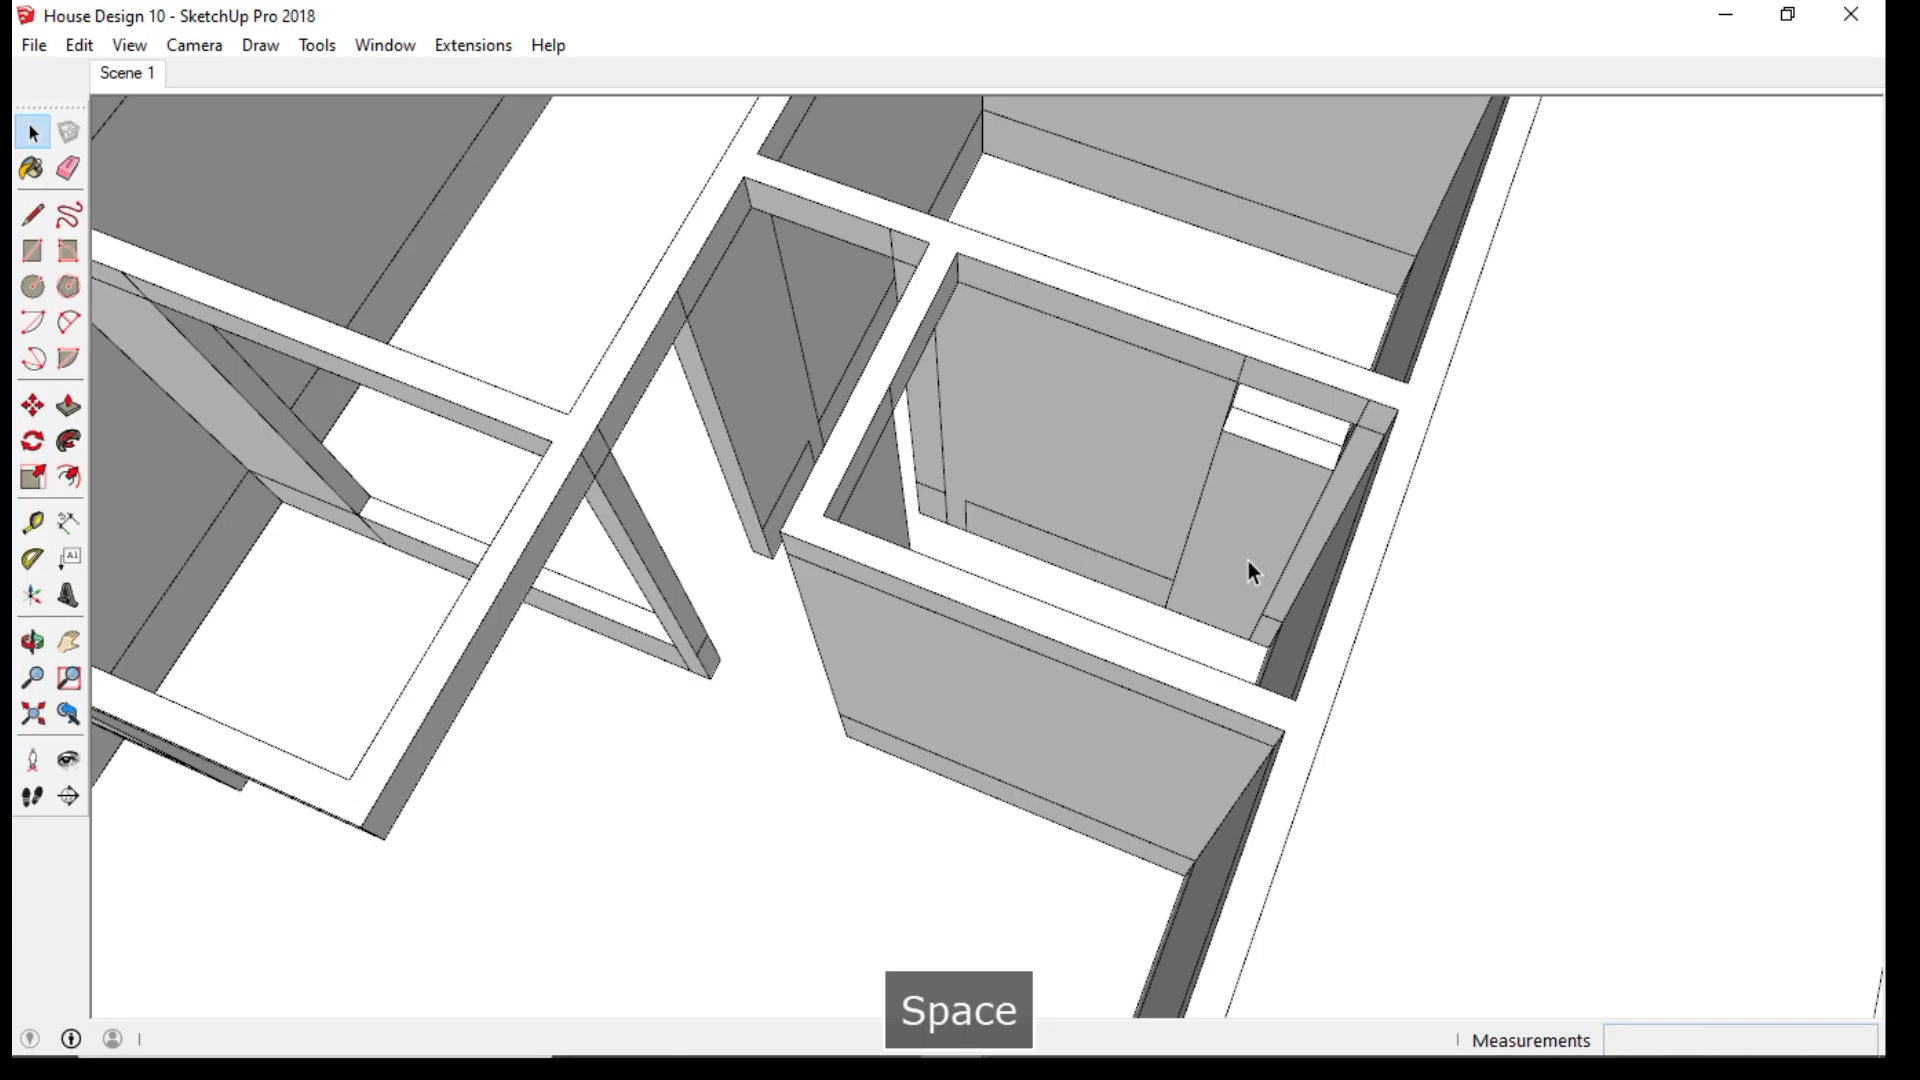 House Design 10 - SketchUp Pro 2018
File Edit View Camera Draw Tools Window Extensions Help
Scene 1
A1
Space
Measurements